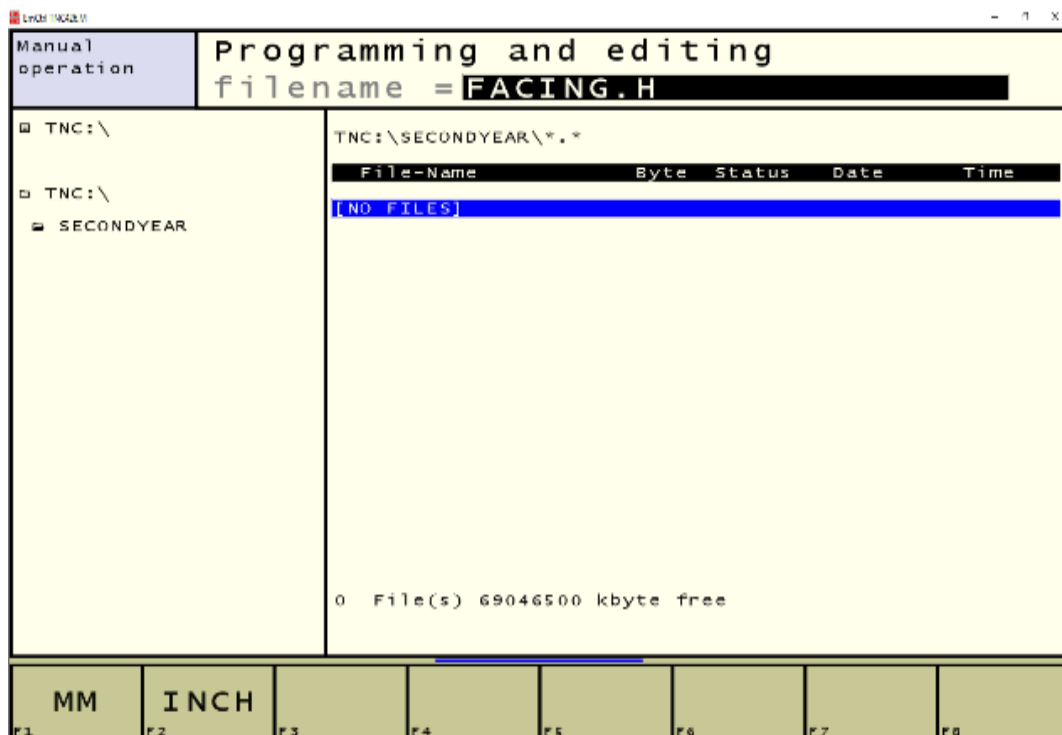 Manual
operation
Programming and editing
filename =FACING.H
TNC:\
TNC:\
SECONDYEAR
TNC:\SECONDYEAR\*.*
File-Name Byte Status Date Time
[NO FILES]
0 File(s) 69046500 kbyte free
MM INCH
F1 F2 F3 F4 F5 F6 F7 F8